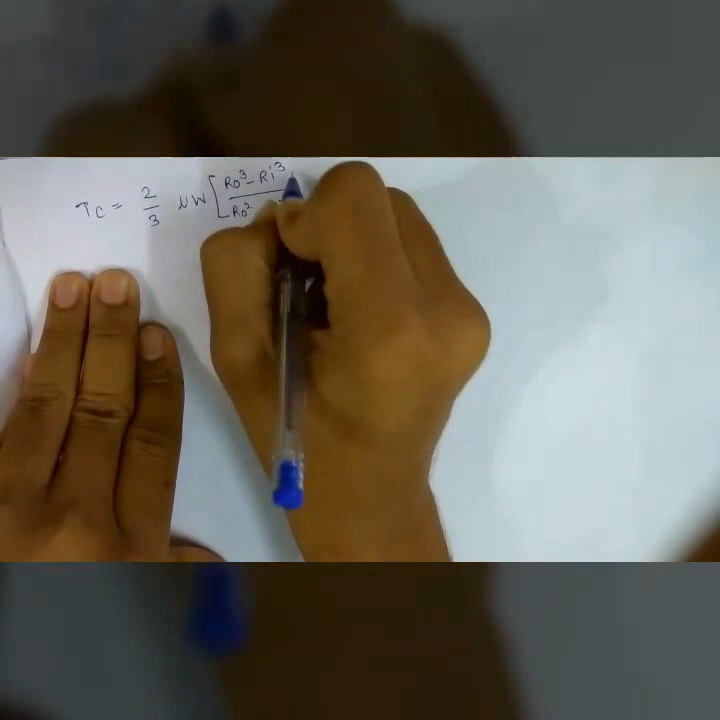 Tc = 2/3 μW [Ro³ - Ri³ / Ro²